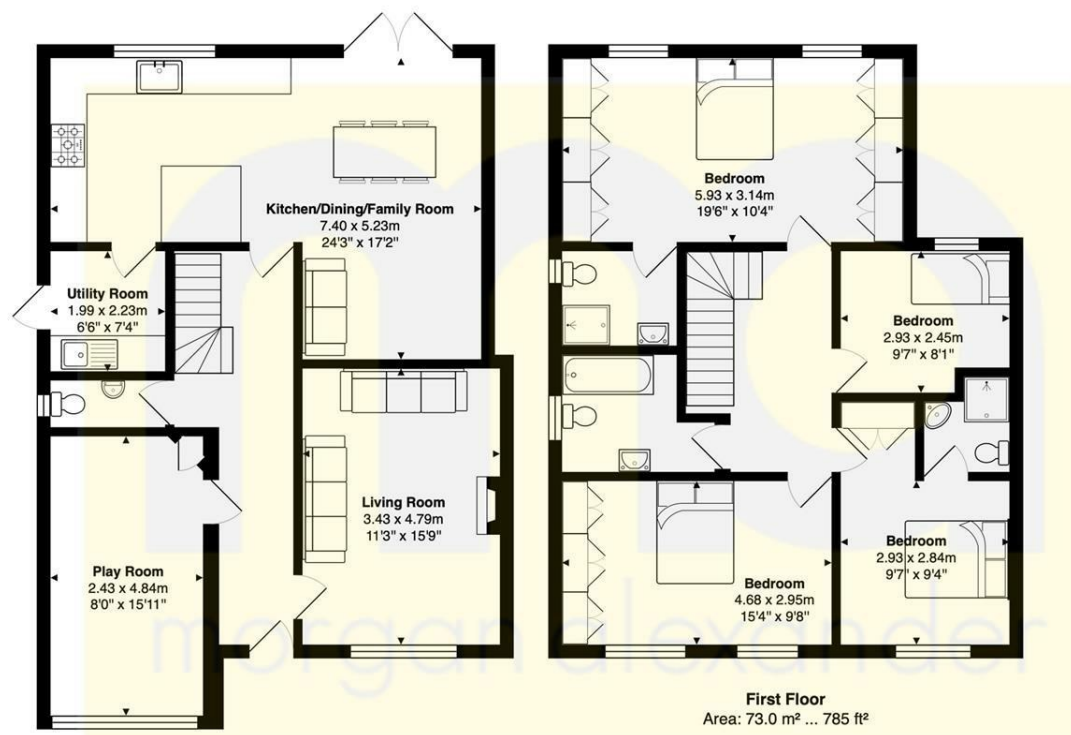 Kitchen/Dining/Family Room
7.40 x 5.23m
24'3" x 17'2"
Utility Room
1.99 x 2.23m
6'6" x 7'4"
Living Room
3.43 x 4.79m
11'3" x 15'9"
Play Room
2.43 x 4.84m
8'0" x 15'11"
Bedroom
5.93 x 3.14m
19'6" x 10'4"
Bedroom
2.93 x 2.45m
9'7" x 8'1"
Bedroom
2.93 x 2.84m
9'7" x 9'4"
Bedroom
4.68 x 2.95m
15'4" x 9'8"
morgan alexander
First Floor
Area: 73.0 m² ... 785 ft²